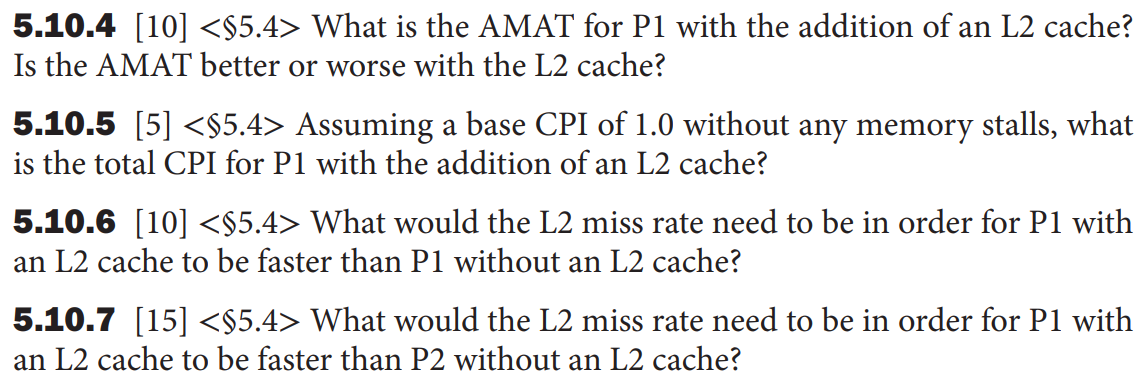 5.10.4 [10] <§5.4> What is the AMAT for P1 with the addition of an L2 cache?
Is the AMAT better or worse with the L2 cache?
5.10.5 [5] <§5.4> Assuming a base CPI of 1.0 without any memory stalls, what
is the total CPI for P1 with the addition of an L2 cache?
5.10.6 [10] <§5.4> What would the L2 miss rate need to be in order for P1 with
an L2 cache to be faster than P1 without an L2 cache?
5.10.7 [15] <§5.4> What would the L2 miss rate need to be in order for P1 with
an L2 cache to be faster than P2 without an L2 cache?